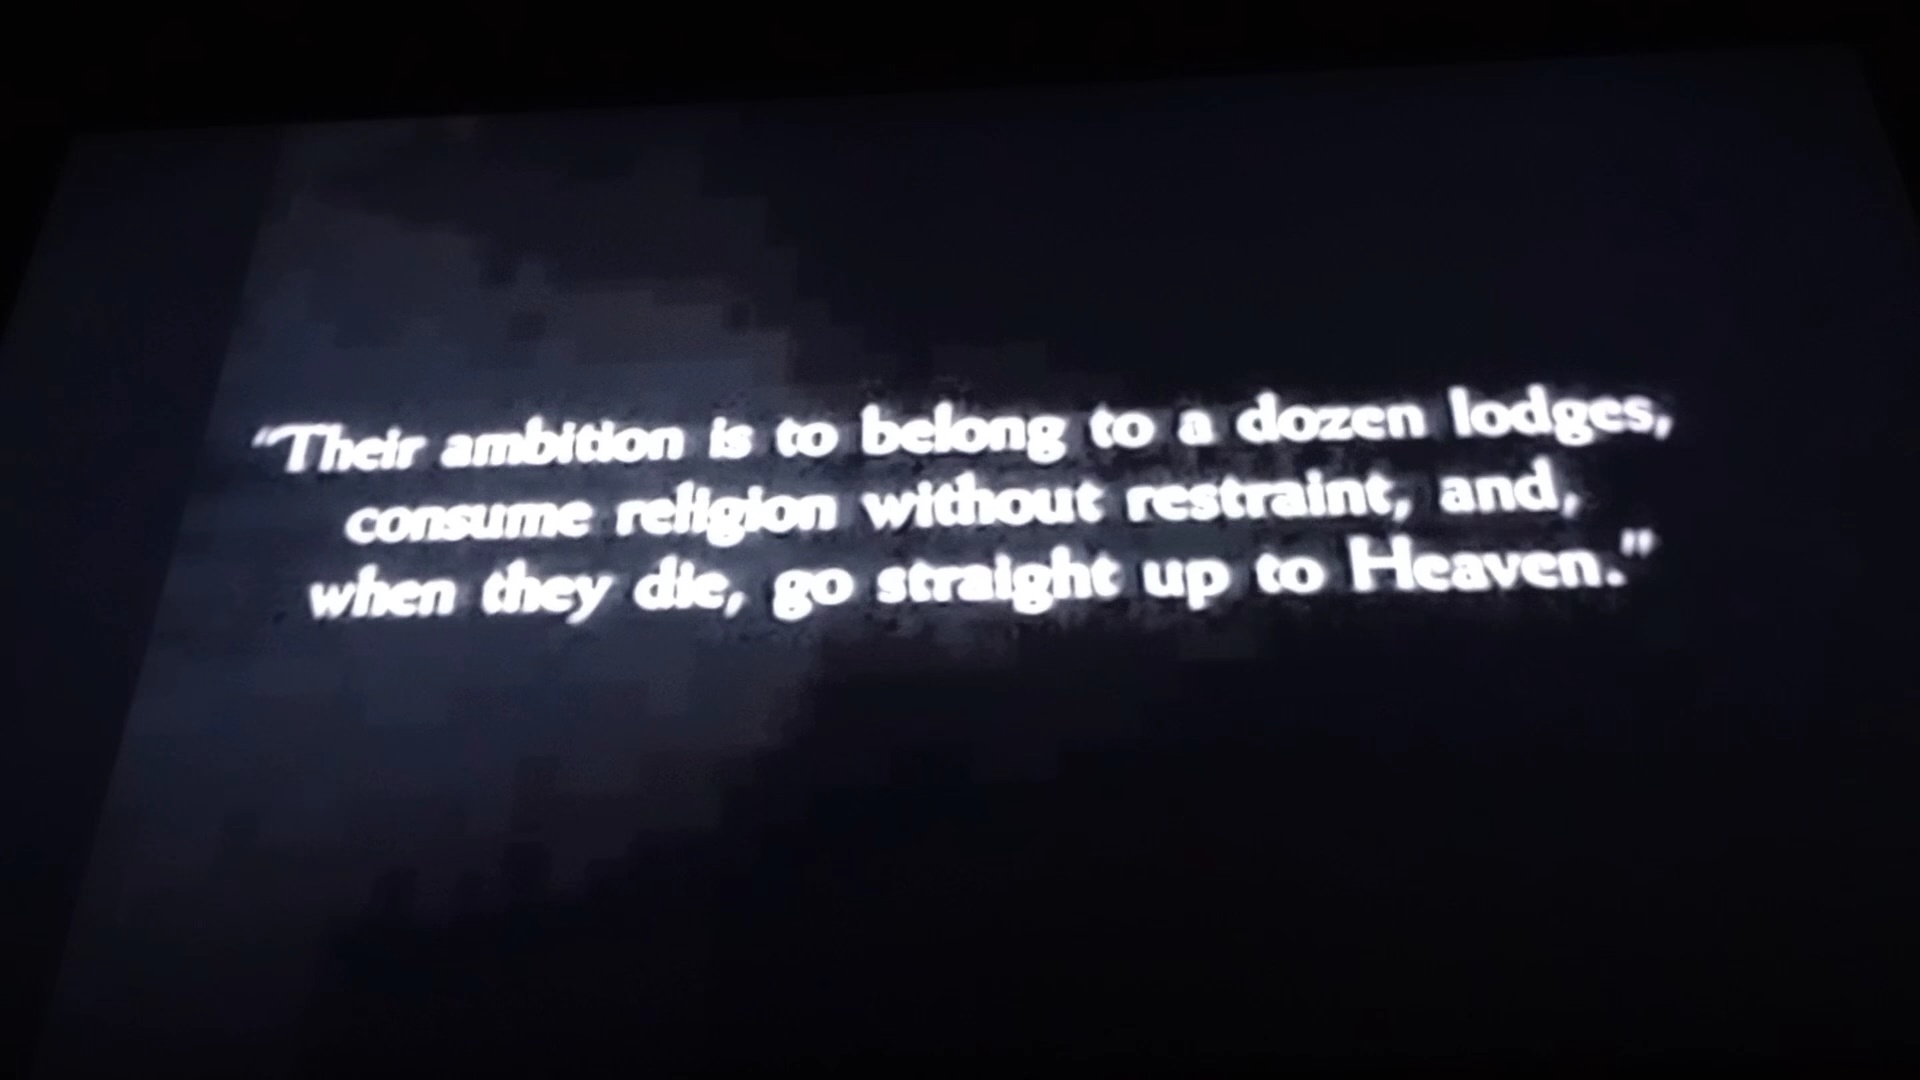 “Their ambition is to belong to a dozen lodges,
consume religion without restraint, and,
when they die, go straight up to Heaven.”